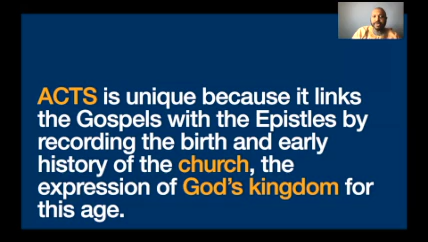 ACTS is unique because it links
the Gospels with the Epistles by
recording the birth and early
history of the church, the
expression of God's kingdom for
this age.